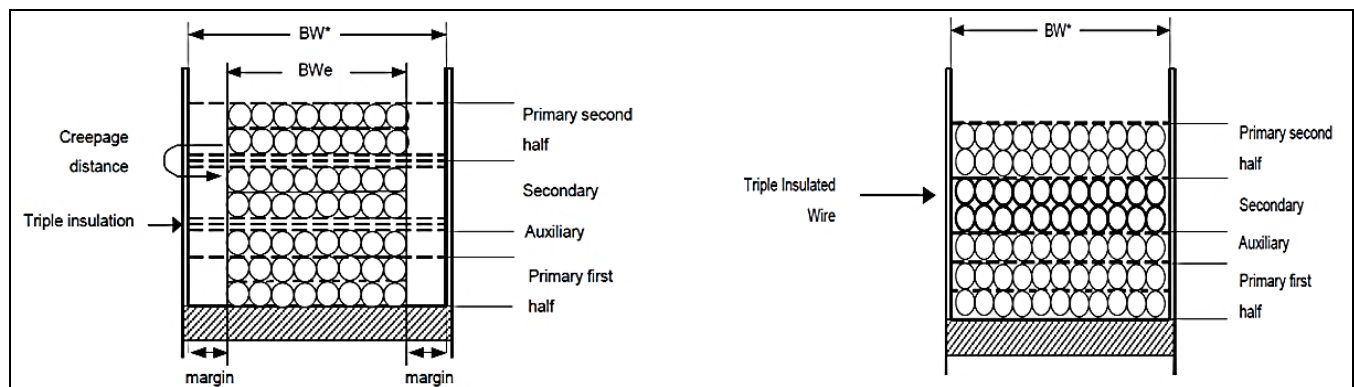 BW*
BWe
Creepage
distance
Triple insulation
Primary second
half
Secondary
Auxiliary
Primary first
half
margin
margin
BW*
Triple Insulated
Wire
Primary second
half
Secondary
Auxiliary
Primary first
half